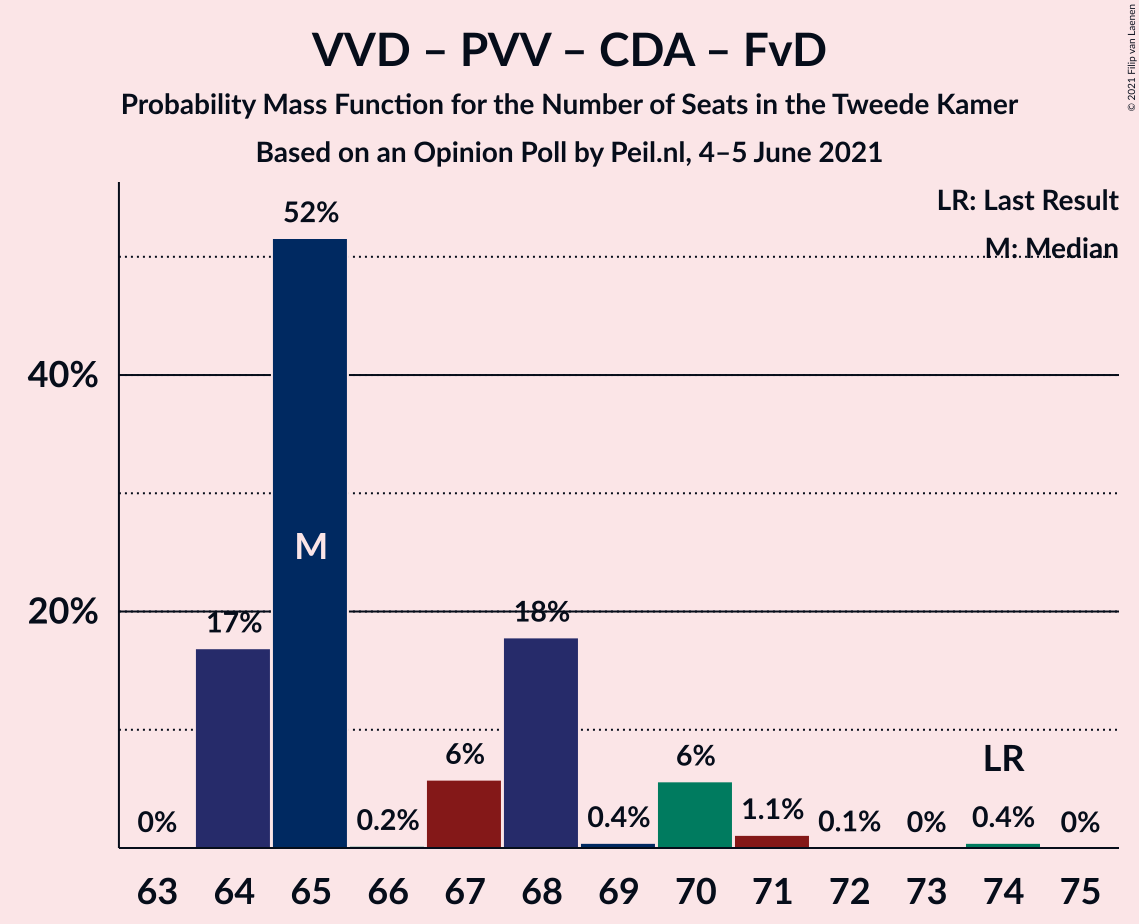 VVD – PVV – CDA – FvD
Probability Mass Function for the Number of Seats in the Tweede Kamer
Based on an Opinion Poll by Peil.nl, 4–5 June 2021
© 2021 Filip van Laenen
LR: Last Result
M: Median
52%
40%
M
20%
17%
18%
6%
6%
LR
0%
0.2%
0.4%
1.1%
0.1%
0%
0.4%
0%
63 64 65 66 67 68 69 70 71 72 73 74 75